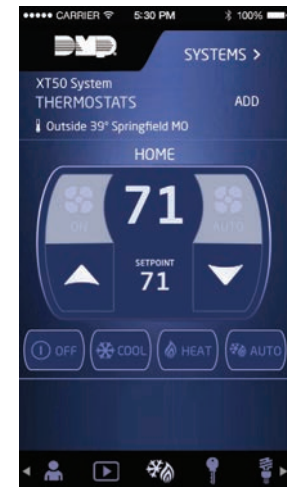 CARRIER 5:30 PM 100%
DMP
SYSTEMS >
XT50 System
THERMOSTATS ADD
Outside 39° Springfield MO
HOME
71
ON AUTO
SETPOINT
71
OFF COOL HEAT AUTO